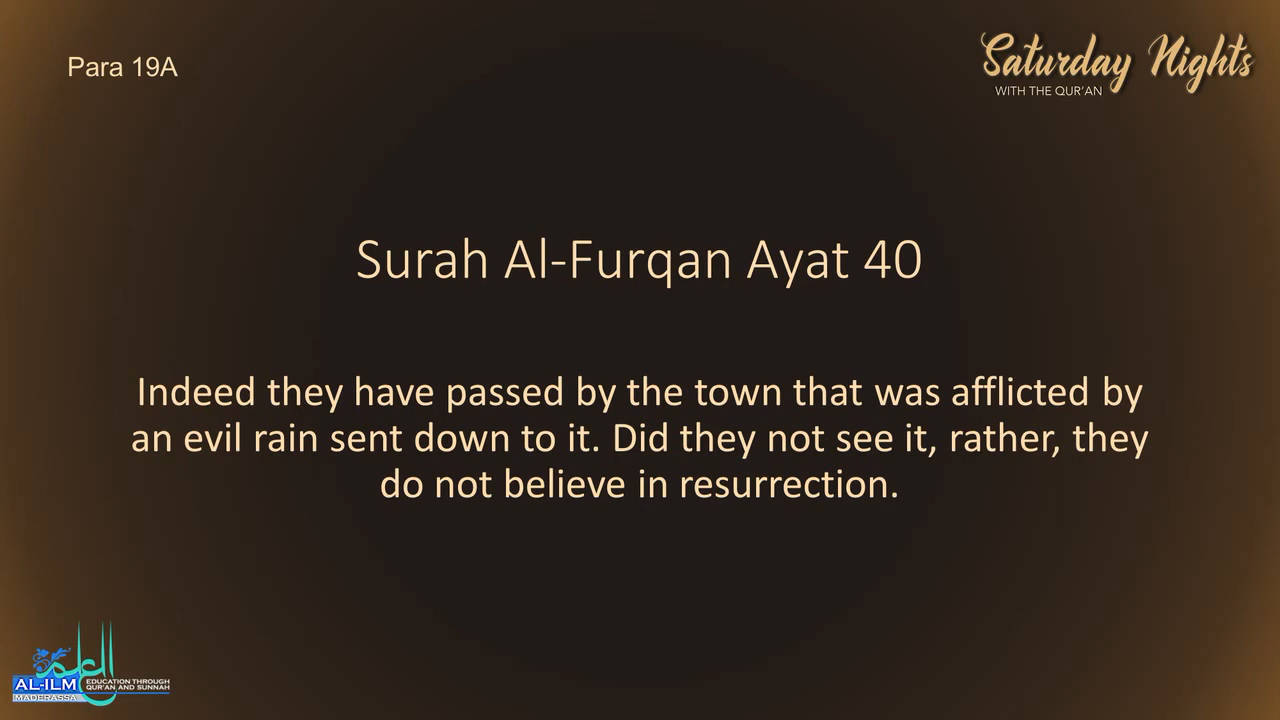 Para 19A
Saturday Nights
WITH THE QUR'AN
Surah Al-Furqan Ayat 40
Indeed they have passed by the town that was afflicted by
an evil rain sent down to it. Did they not see it, rather, they
do not believe in resurrection.
العلم
AL-ILM
MADERASSA
EDUCATION THROUGH
QUR'AN AND SUNNAH